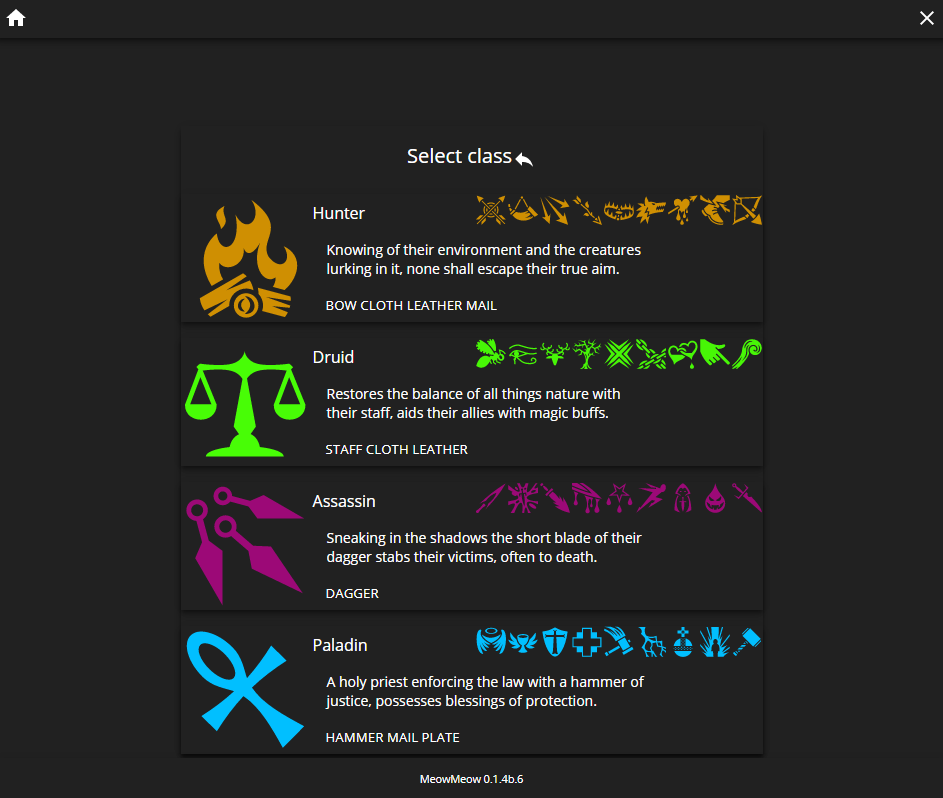 Select class
Hunter
Knowing of their environment and the creatures
lurking in it, none shall escape their true aim.
BOW CLOTH LEATHER MAIL
Druid
Restores the balance of all things nature with
their staff, aids their allies with magic buffs.
STAFF CLOTH LEATHER
Assassin
Sneaking in the shadows the short blade of their
dagger stabs their victims, often to death.
DAGGER
Paladin
A holy priest enforcing the law with a hammer of
justice, possesses blessings of protection.
HAMMER MAIL PLATE
MeowMeow 0.1.4b.6